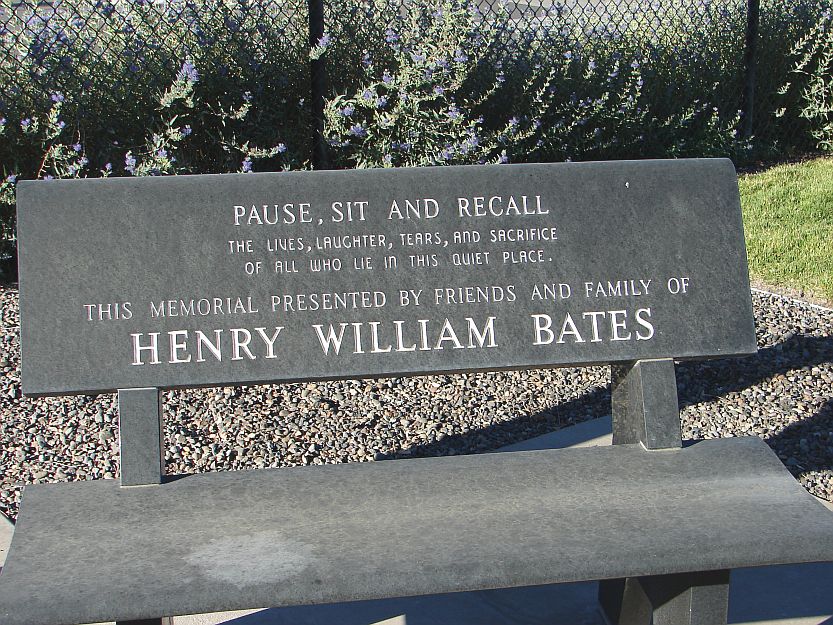 PAUSE, SIT AND RECALL
THE LIVES, LAUGHTER, TEARS, AND SACRIFICE
OF ALL WHO LIE IN THIS QUIET PLACE.
THIS MEMORIAL PRESENTED BY FRIENDS AND FAMILY OF
HENRY WILLIAM BATES